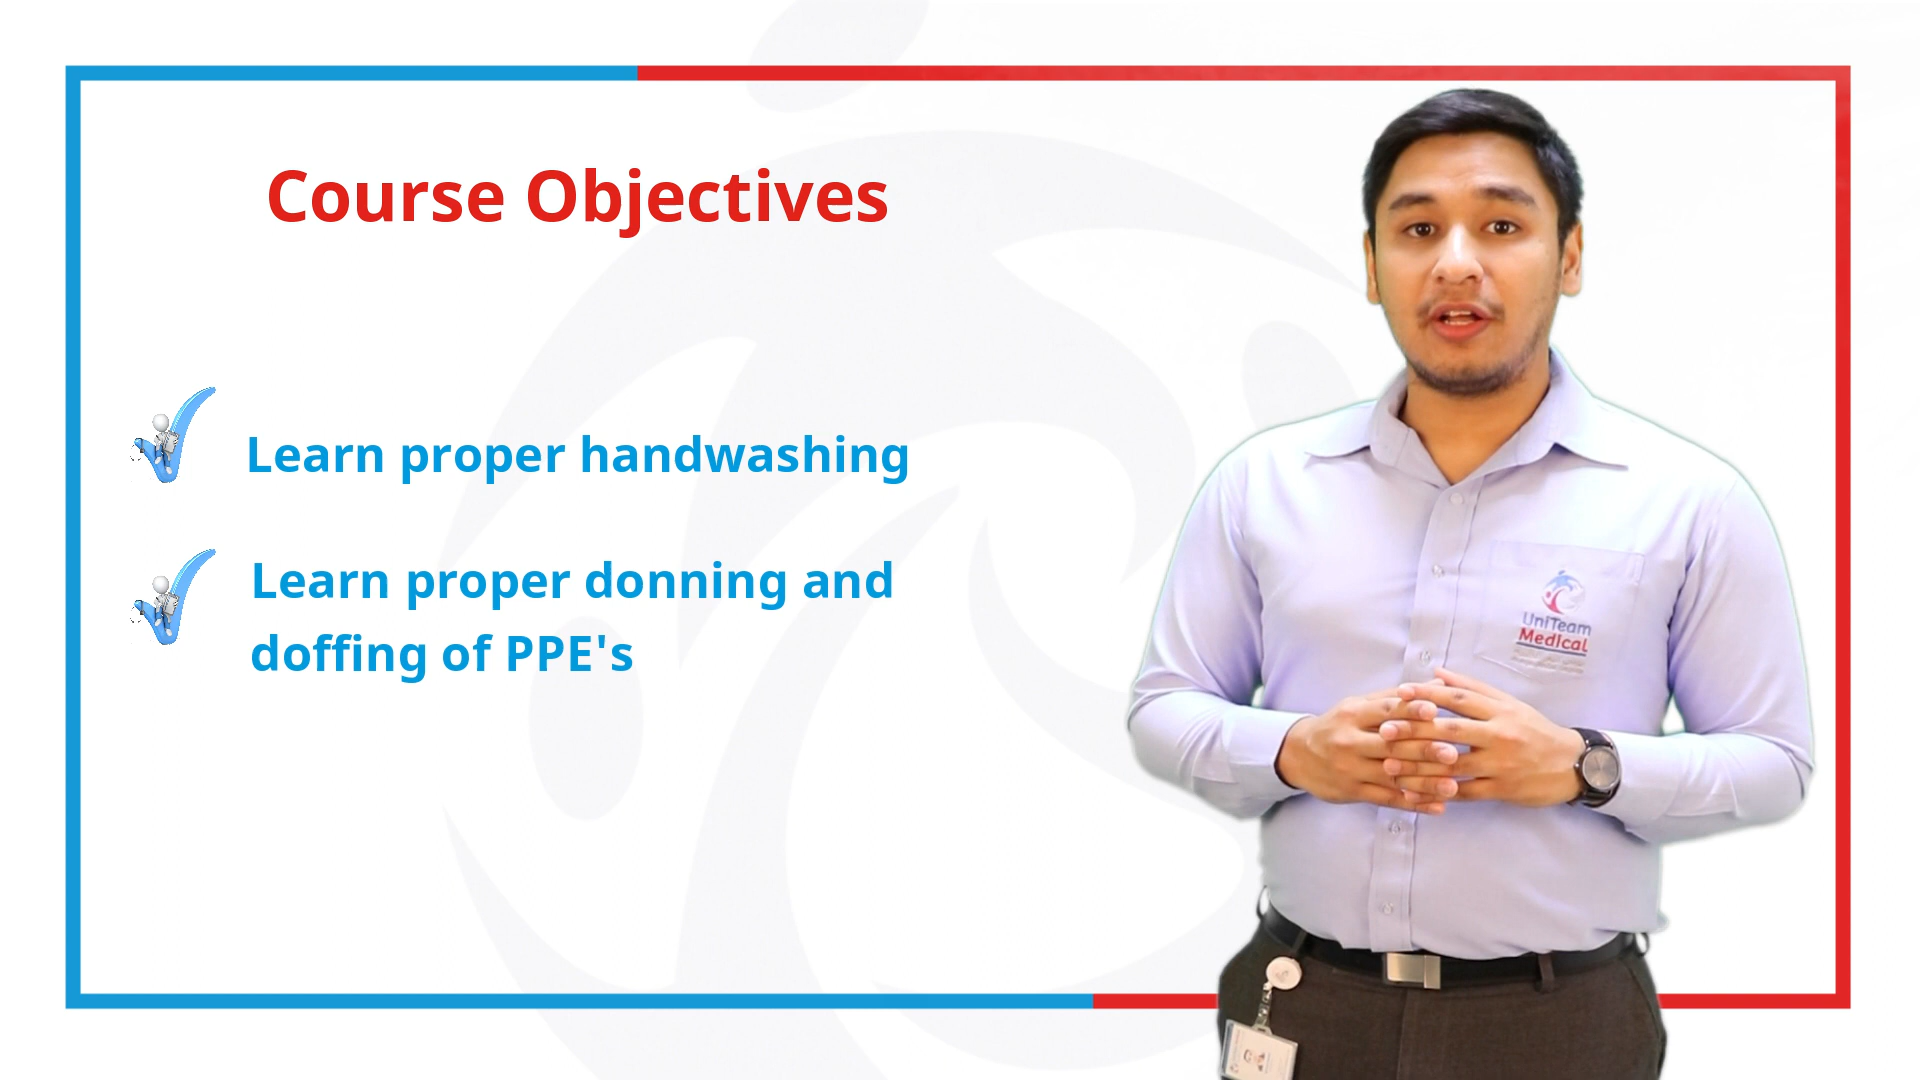 Course Objectives
Learn proper handwashing
Learn proper donning and
doffing of PPE's
UniTeam
Medical